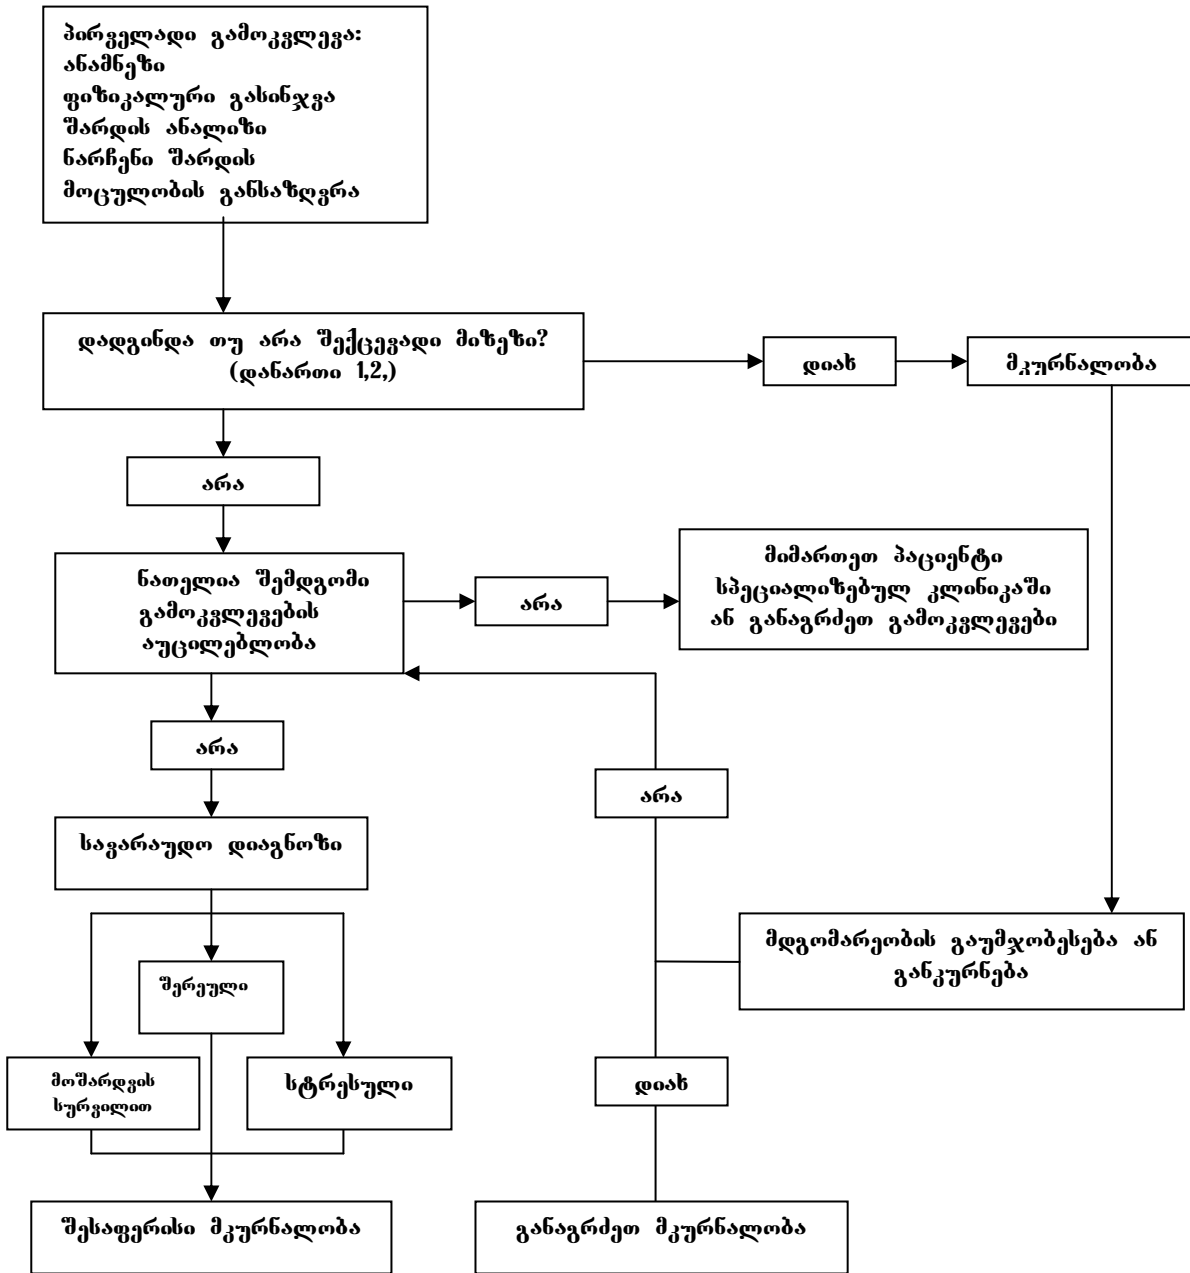 პირველადი გამოკვლევა:
ანამნეზი
ფიზიკალური გასინჯვა
შარდის ანალიზი
ნარჩენი შარდის
მოცულობის განსაზღვრა
დადგინდა თუ არა შექცევადი მიზეზი?
(დანართი 1,2,)
დიახ
მკურნალობა
არა
ნათელია შემდგომი
გამოკვლევების
აუცილებლობა
არა
მიმართეთ პაციენტი
სპეციალიზებულ კლინიკაში
ან განაგრძეთ გამოკვლევები
არა
არა
სავარაუდო დიაგნოზი
მდგომარეობის გაუმჯობესება ან
განკურნება
შერეული
მოშარდვის
სურვილით
სტრესული
დიახ
შესაფერისი მკურნალობა
განაგრძეთ მკურნალობა